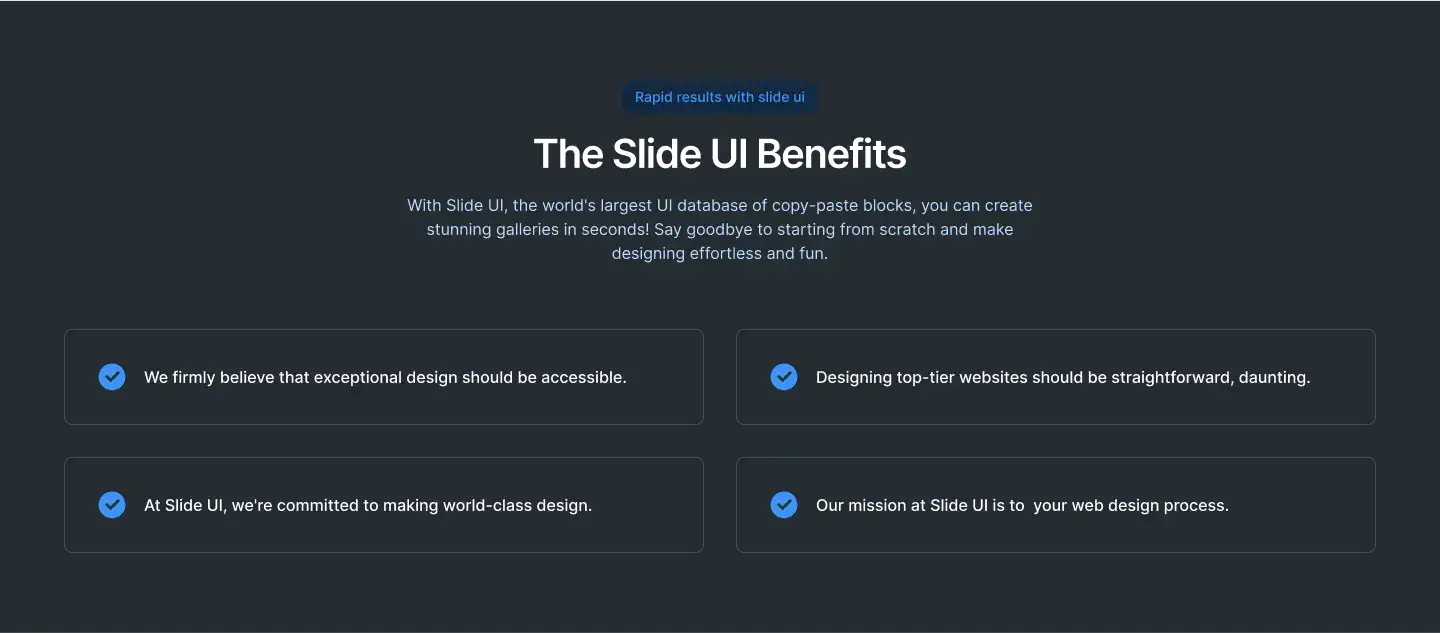 Rapid results with slide ui
The Slide UI Benefits
With Slide UI, the world's largest UI database of copy-paste blocks, you can create
stunning galleries in seconds! Say goodbye to starting from scratch and make
designing effortless and fun.
We firmly believe that exceptional design should be accessible.
Designing top-tier websites should be straightforward, daunting.
At Slide UI, we're committed to making world-class design.
Our mission at Slide UI is to  your web design process.